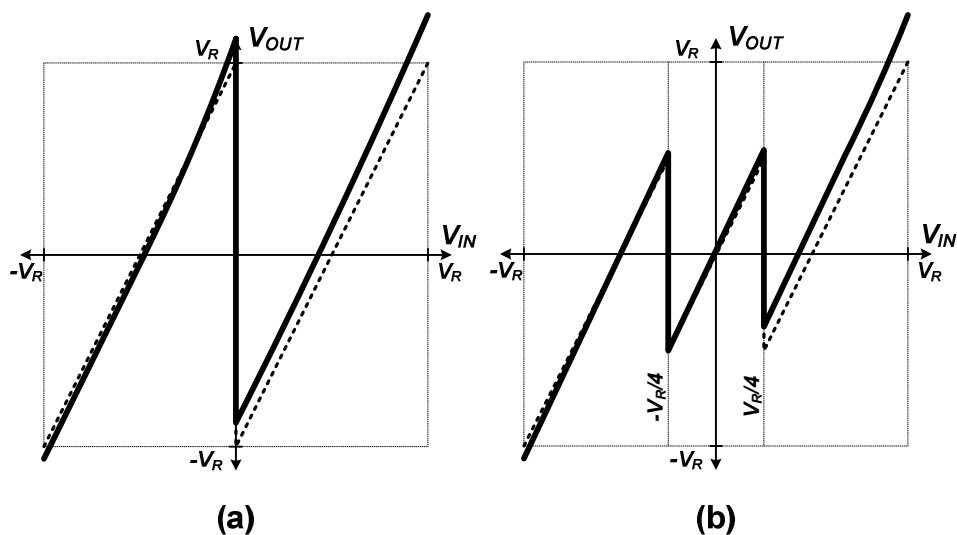 V_R V_OUT
V_IN
-V_R V_R
-V_R
(a)
V_R V_OUT
V_IN
-V_R V_R
-V_R/4 V_R/4
-V_R
(b)